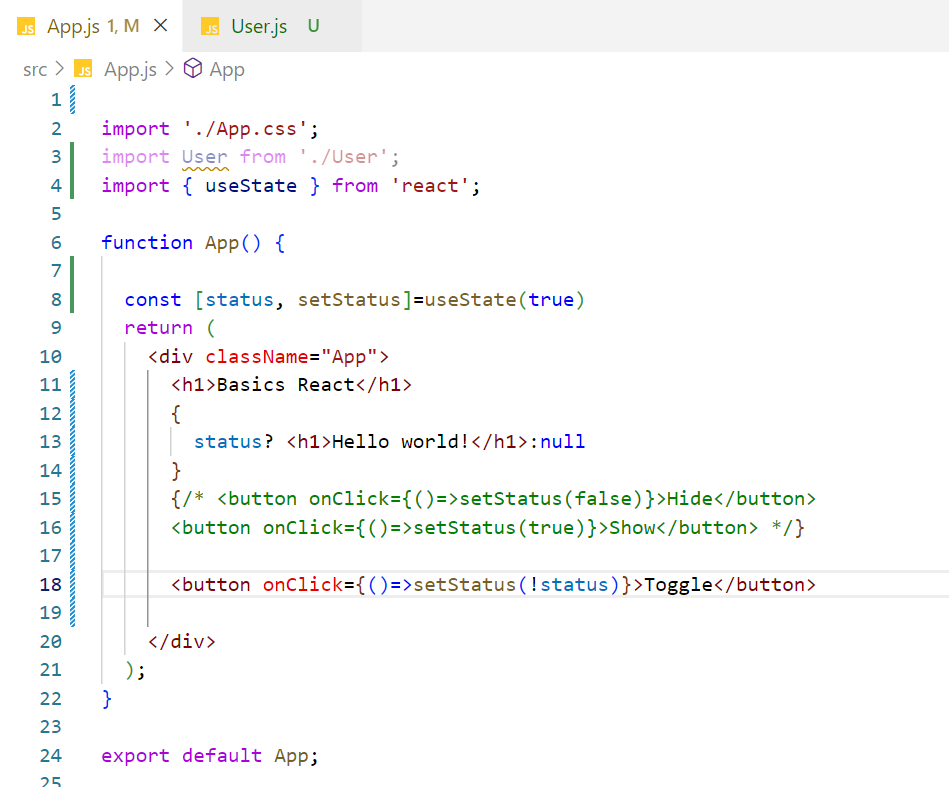 JS App.js 1, M × JS User.js U
src > JS App.js > App
1
2 import './App.css';
3 import User from './User';
4 import { useState } from 'react';
5
6 function App() {
7
8 const [status, setStatus]=useState(true)
9 return (
10 <div className="App">
11 <h1>Basics React</h1>
12 {
13 status? <h1>Hello world!</h1>:null
14 }
15 {/* <button onClick={()=>setStatus(false)}>Hide</button>
16 <button onClick={()=>setStatus(true)}>Show</button> */}
17
18 <button onClick={()=>setStatus(!status)}>Toggle</button>
19
20 </div>
21 );
22 }
23
24 export default App;
25